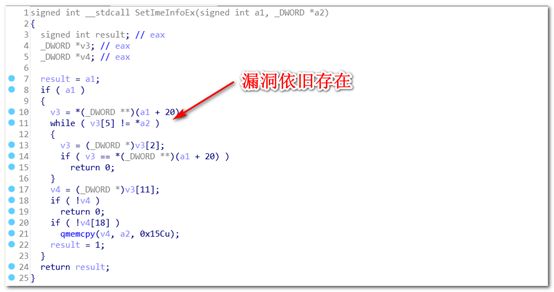 1 signed int __stdcall SetImeInfoEx(signed int a1, _DWORD *a2)
2 {
3 signed int result; // eax
4 _DWORD *v3; // eax
5 _DWORD *v4; // eax
6
7 result = a1;
8 if ( a1 )
9 {
10 v3 = *(_DWORD **)(a1 + 20);
11 while ( v3[5] != *a2 )
12 {
13 v3 = (_DWORD *)v3[2];
14 if ( v3 == *(_DWORD **)(a1 + 20) )
15 return 0;
16 }
17 v4 = (_DWORD *)v3[11];
18 if ( !v4 )
19 return 0;
20 if ( !v4[18] )
21 qmemcpy(v4, a2, 0x15Cu);
22 result = 1;
23 }
24 return result;
25 }
漏洞依旧存在